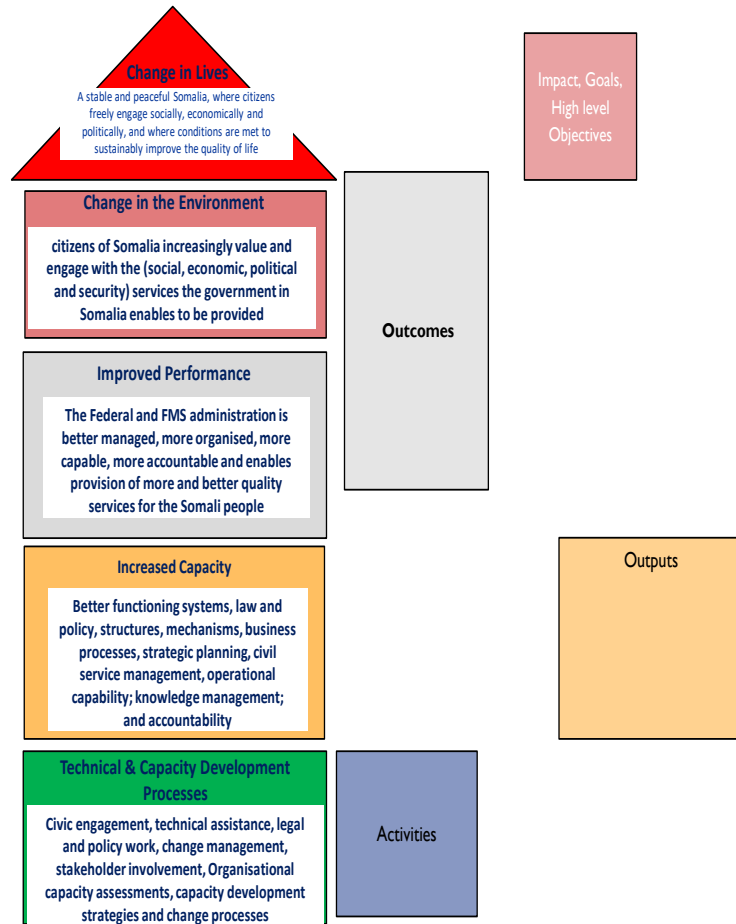 Change in Lives
A stable and peaceful Somalia, where citizens
freely engage socially, economically and
politically, and where conditions are met to
sustainably improve the quality of life
Impact, Goals,
High level
Objectives
Change in the Environment
citizens of Somalia increasingly value and
engage with the (social, economic, political
and security) services the government in
Somalia enables to be provided
Outcomes
Improved Performance
The Federal and FMS administration is
better managed, more organised, more
capable, more accountable and enables
provision of more and better quality
services for the Somali people
Increased Capacity
Better functioning systems, law and
policy, structures, mechanisms, business
processes, strategic planning, civil
service management, operational
capability; knowledge management;
and accountability
Outputs
Technical & Capacity Development
Processes
Civic engagement, technical assistance, legal
and policy work, change management,
stakeholder involvement, Organisational
capacity assessments, capacity development
strategies and change processes
Activities